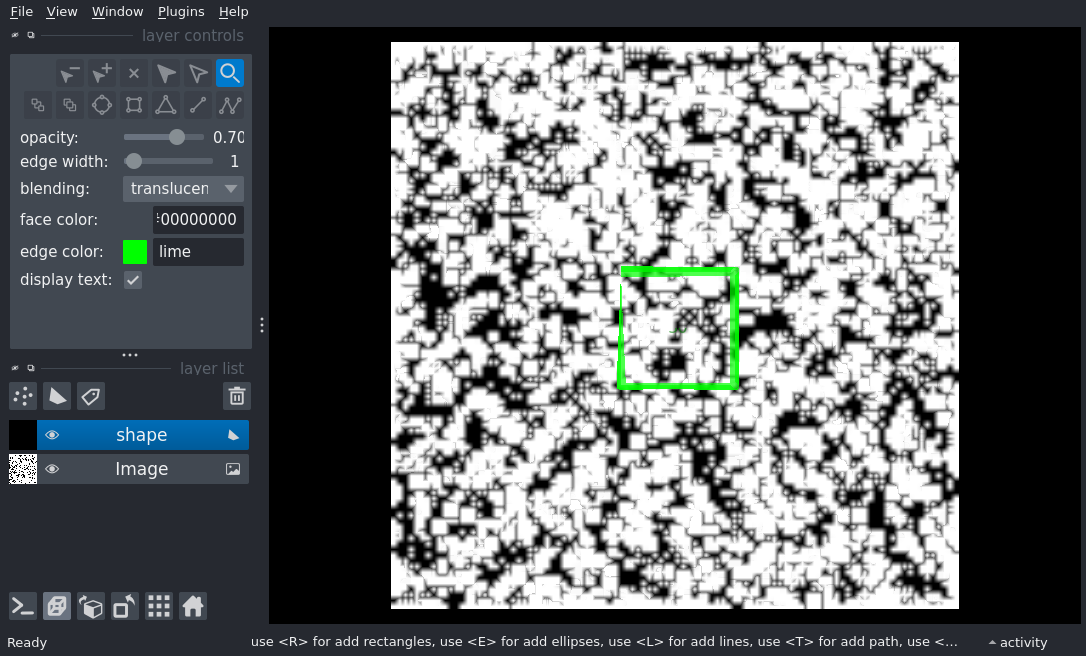 File View Window Plugins Help
layer controls
opacity: 0.70
edge width: 1
blending: translucen
face color: 00000000
edge color: lime
display text:
layer list
shape
Image
Ready use <R> for add rectangles, use <E> for add ellipses, use <L> for add lines, use <T> for add path, use <... activity